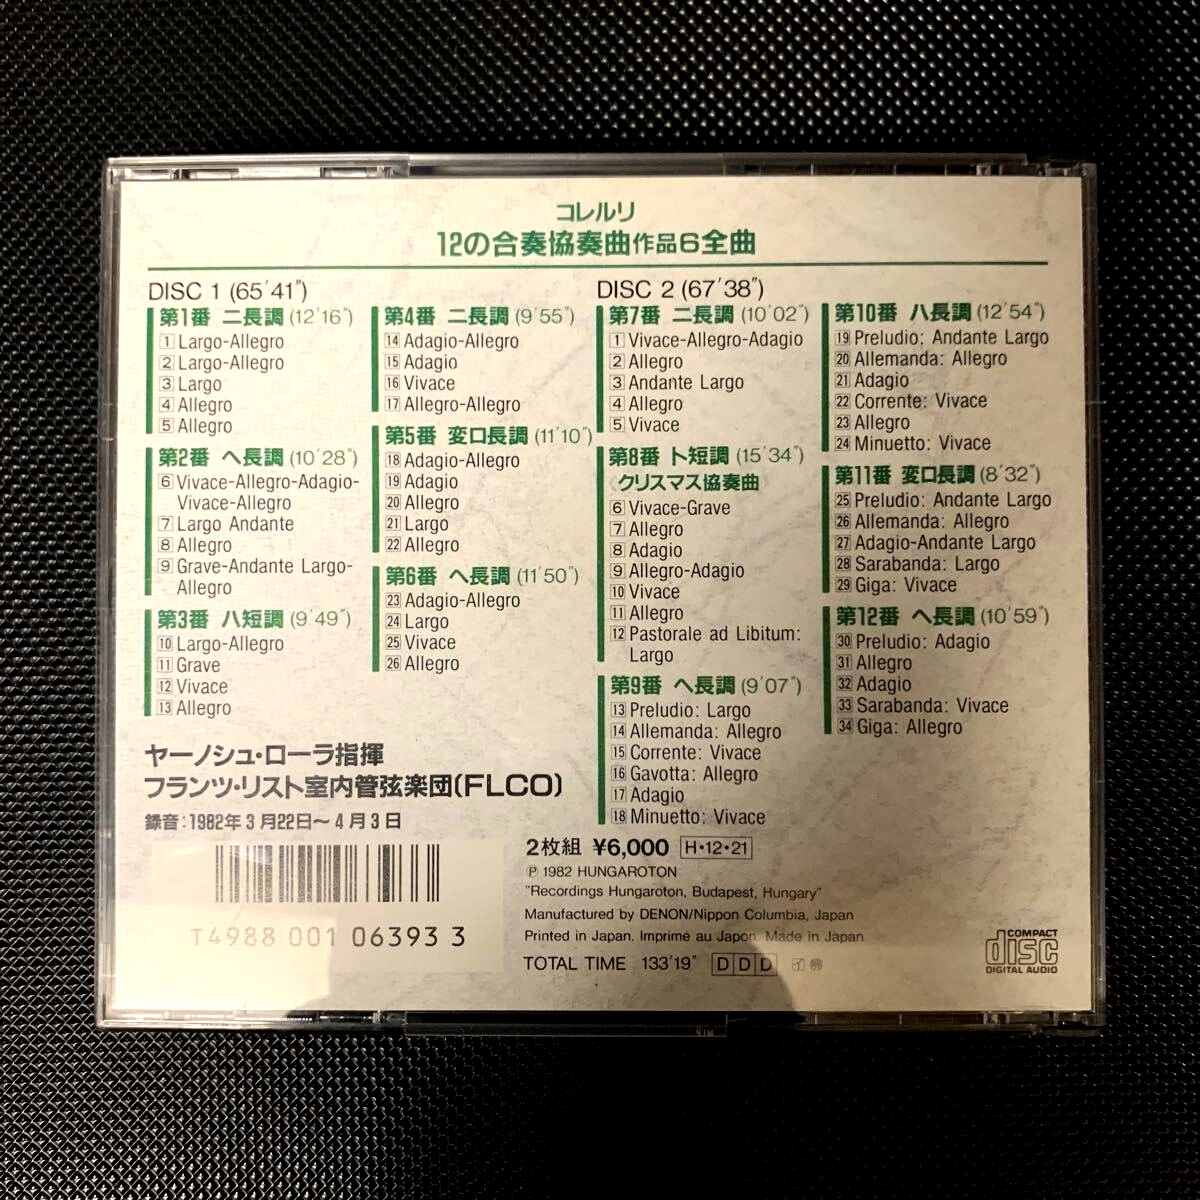 コレルリ
12の合奏協奏曲作品6全曲
DISC 1 (65′41″)
第1番 ニ長調 (12′16″)
1 Largo-Allegro
2 Largo-Allegro
3 Largo
4 Allegro
5 Allegro
第2番 ヘ長調 (10′28″)
6 Vivace-Allegro-Adagio-
Vivace-Allegro
7 Largo Andante
8 Allegro
9 Grave-Andante Largo-
Allegro
第3番 ハ短調 (9′49″)
10 Largo-Allegro
11 Grave
12 Vivace
13 Allegro
第4番 ニ長調 (9′55″)
14 Adagio-Allegro
15 Adagio
16 Vivace
17 Allegro-Allegro
第5番 変ロ長調 (11′10″)
18 Adagio-Allegro
19 Adagio
20 Allegro
21 Largo
22 Allegro
第6番 ヘ長調 (11′50″)
23 Adagio-Allegro
24 Largo
25 Vivace
26 Allegro
DISC 2 (67′38″)
第7番 ニ長調 (10′02″)
1 Vivace-Allegro-Adagio
2 Allegro
3 Andante Largo
4 Allegro
5 Vivace
第8番 ト短調 (15′34″)
《クリスマス協奏曲》
6 Vivace-Grave
7 Allegro
8 Adagio
9 Allegro-Adagio
10 Vivace
11 Allegro
12 Pastorale ad Libitum:
Largo
第9番 ヘ長調 (9′07″)
13 Preludio: Largo
14 Allemanda: Allegro
15 Corrente: Vivace
16 Gavotta: Allegro
17 Adagio
18 Minuetto: Vivace
第10番 ハ長調 (12′54″)
19 Preludio: Andante Largo
20 Allemanda: Allegro
21 Adagio
22 Corrente: Vivace
23 Allegro
24 Minuetto: Vivace
第11番 変ロ長調 (8′32″)
25 Preludio: Andante Largo
26 Allemanda: Allegro
27 Adagio-Andante Largo
28 Sarabanda: Largo
29 Giga: Vivace
第12番 ヘ長調 (10′59″)
30 Preludio: Adagio
31 Allegro
32 Adagio
33 Sarabanda: Vivace
34 Giga: Allegro
ヤーノシュ・ローラ指揮
フランツ・リスト室内管弦楽団(FLCO)
録音:1982年3月22日〜4月3日
T4988 001 06393 3
2枚組 ¥6,000 H・12・21
Ⓟ 1982 HUNGAROTON
"Recordings Hungaroton, Budapest, Hungary"
Manufactured by DENON/Nippon Columbia, Japan
Printed in Japan. Imprimé au Japon. Made in Japan
TOTAL TIME 133′19″ D D D
COMPACT
disc
DIGITAL AUDIO